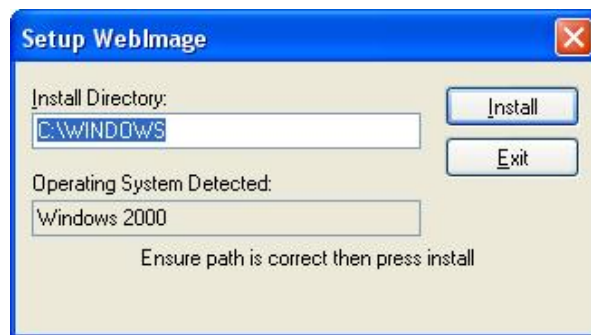 Setup WebImage
Install Directory:
C:\WINDOWS
Install
Exit
Operating System Detected:
Windows 2000
Ensure path is correct then press install